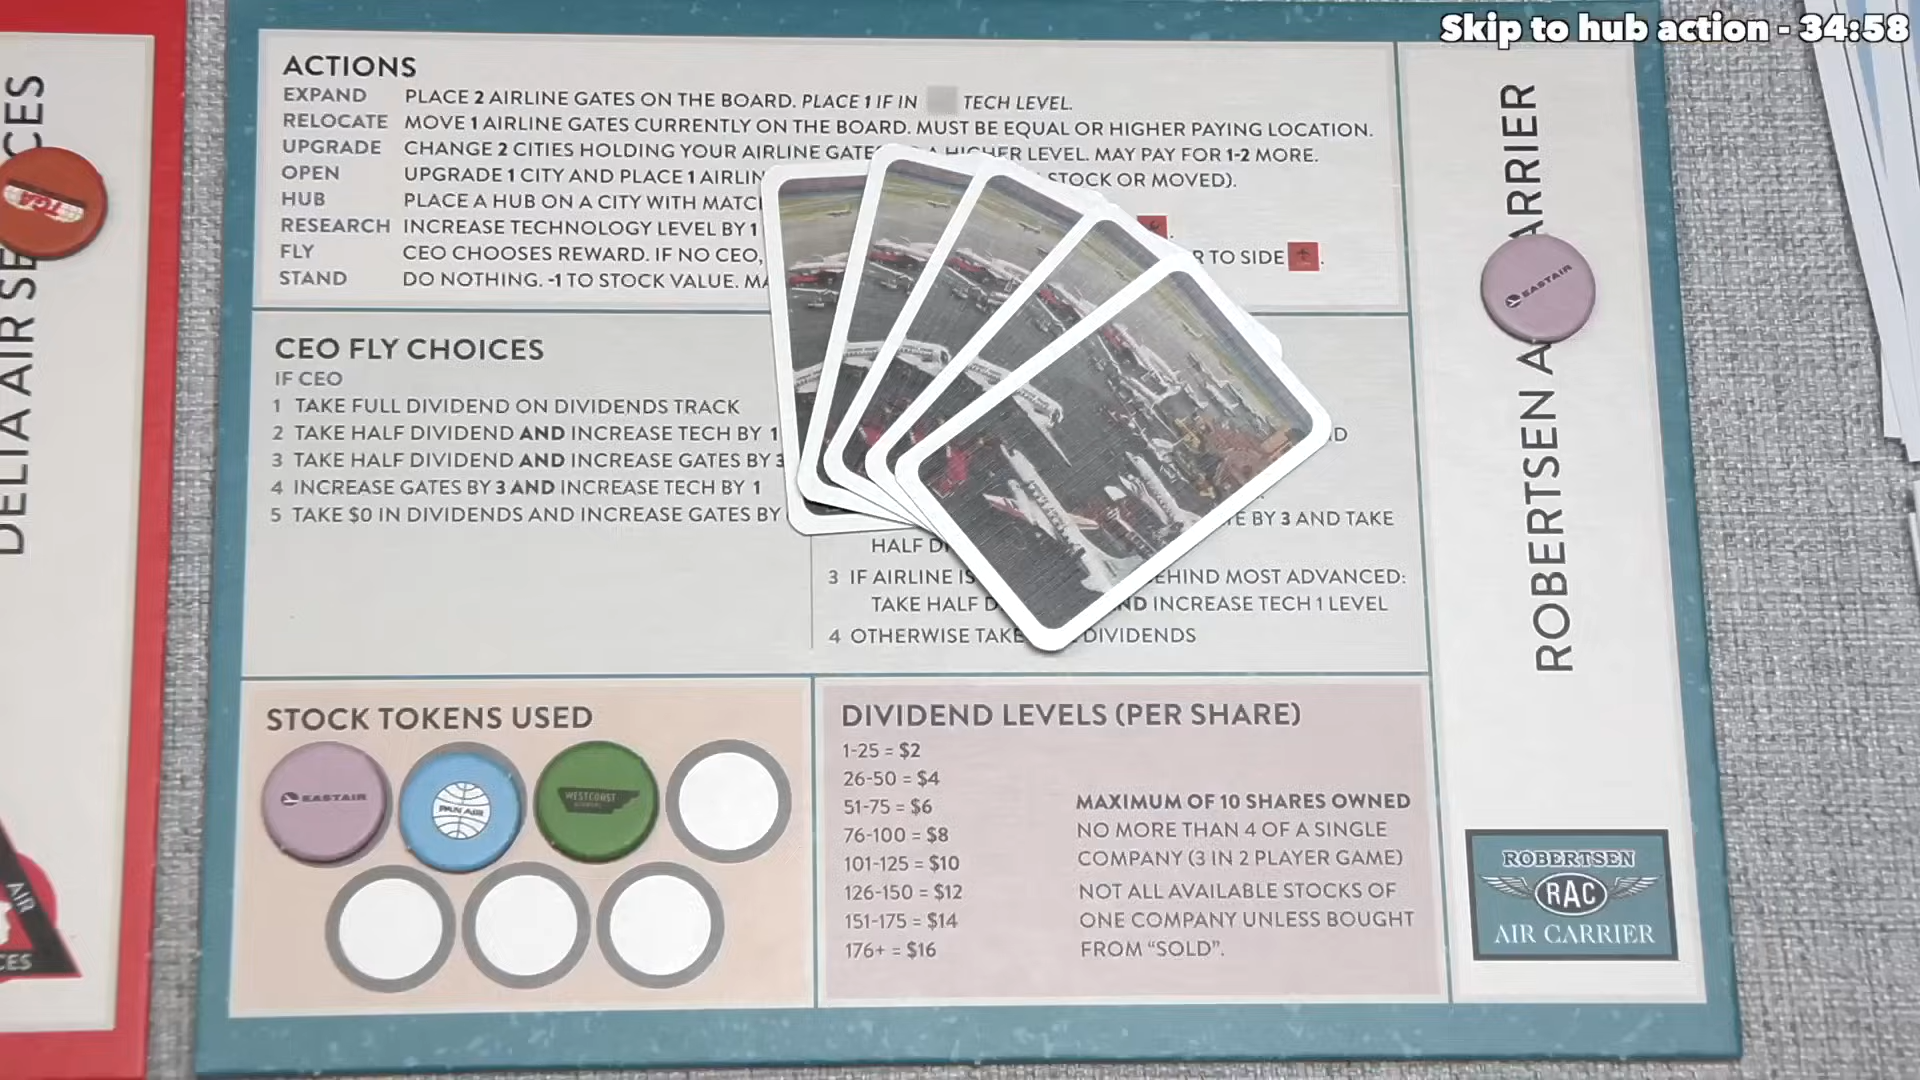 Skip to hub action - 34:58
ACTIONS
EXPAND PLACE 2 AIRLINE GATES ON THE BOARD. PLACE 1 IF IN TECH LEVEL.
RELOCATE MOVE 1 AIRLINE GATES CURRENTLY ON THE BOARD. MUST BE EQUAL OR HIGHER PAYING LOCATION.
UPGRADE CHANGE 2 CITIES HOLDING YOUR AIRLINE HIGHER LEVEL. MAY PAY FOR 1-2 MORE.
OPEN UPGRADE 1 CITY AND PLACE 1 STOCK OR MOVED).
HUB PLACE A HUB ON A CITY WITH
RESEARCH INCREASE TECHNOLOGY LEVEL BY 1
FLY CEO CHOOSES REWARD. IF NO CEO, TO SIDE
STAND DO NOTHING. -1 TO STOCK VALUE.
CEO FLY CHOICES
IF CEO
1 TAKE FULL DIVIDEND ON DIVIDENDS TRACK
2 TAKE HALF DIVIDEND AND INCREASE TECH BY 1
3 TAKE HALF DIVIDEND AND INCREASE GATES BY 3
4 INCREASE GATES BY 3 AND INCREASE TECH BY 1
5 TAKE $0 IN DIVIDENDS AND INCREASE GATES BY
BY 3 AND TAKE
HALF
3 IF AIRLINE IS BEHIND MOST ADVANCED:
TAKE HALF AND INCREASE TECH 1 LEVEL
4 OTHERWISE TAKE DIVIDENDS
STOCK TOKENS USED
EASTAIR
PAN AIR
WESTCOAST
DIVIDEND LEVELS (PER SHARE)
1-25 = $2
26-50 = $4
51-75 = $6
76-100 = $8
101-125 = $10
126-150 = $12
151-175 = $14
176+ = $16
MAXIMUM OF 10 SHARES OWNED
NO MORE THAN 4 OF A SINGLE
COMPANY (3 IN 2 PLAYER GAME)
NOT ALL AVAILABLE STOCKS OF
ONE COMPANY UNLESS BOUGHT
FROM “SOLD”.
ROBERTSEN
EASTAIR
ROBERTSEN
RAC
AIR CARRIER
AIR
TCA